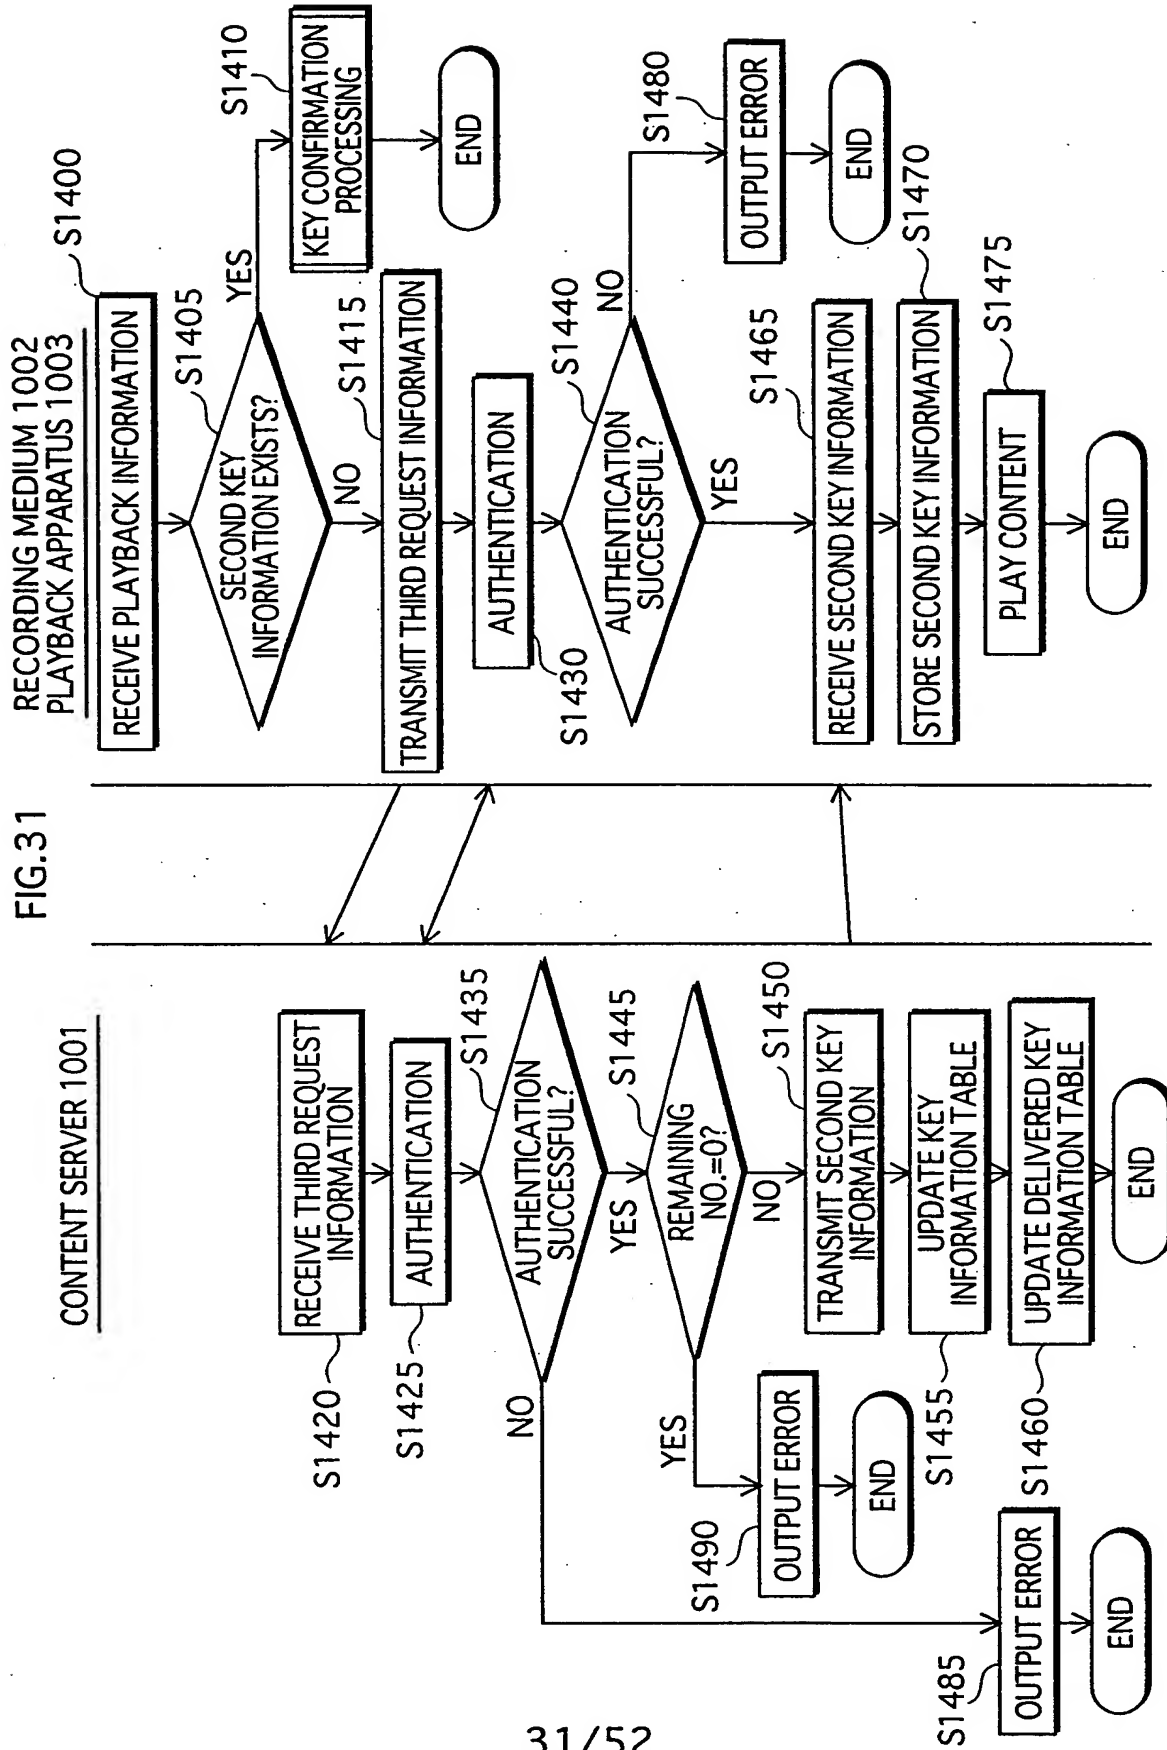 FIG.31
CONTENT SERVER 1001
RECEIVE THIRD REQUEST
INFORMATION
S1420
AUTHENTICATION
S1425
AUTHENTICATION
SUCCESSFUL?
S1435
NO
YES
REMAINING
NO.=0?
S1445
YES
NO
TRANSMIT SECOND KEY
INFORMATION
S1450
UPDATE KEY
INFORMATION TABLE
S1455
UPDATE DELIVERED KEY
INFORMATION TABLE
S1460
END
S1490
OUTPUT ERROR
END
S1485
OUTPUT ERROR
END
RECORDING MEDIUM 1002
PLAYBACK APPARATUS 1003
RECEIVE PLAYBACK INFORMATION
S1400
SECOND KEY
INFORMATION EXISTS?
S1405
YES
NO
S1410
KEY CONFIRMATION
PROCESSING
END
S1415
TRANSMIT THIRD REQUEST INFORMATION
AUTHENTICATION
S1430
AUTHENTICATION
SUCCESSFUL?
S1440
NO
YES
S1480
OUTPUT ERROR
END
S1465
RECEIVE SECOND KEY INFORMATION
STORE SECOND KEY INFORMATION
S1470
PLAY CONTENT
S1475
END
31/52